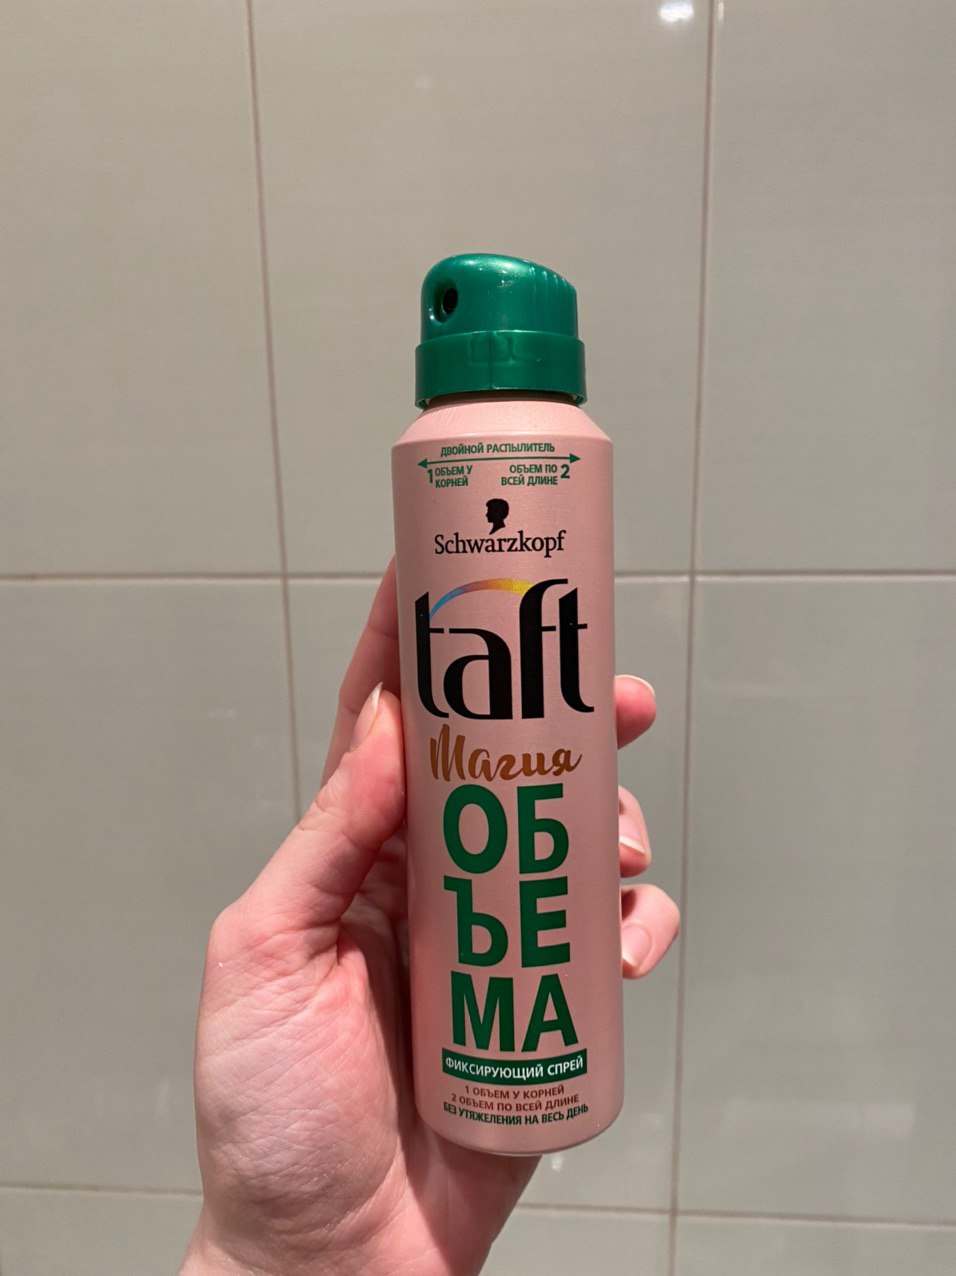 ДВОЙНОЙ РАСПЫЛИТЕЛЬ
1 ОБЪЕМ У КОРНЕЙ
ОБЪЕМ ПО ВСЕЙ ДЛИНЕ 2
Schwarzkopf
taft
Магия
ОБ
ЪЕ
МА
ФИКСИРУЮЩИЙ СПРЕЙ
1 ОБЪЕМ У КОРНЕЙ
2 ОБЪЕМ ПО ВСЕЙ ДЛИНЕ
БЕЗ УТЯЖЕЛЕНИЯ НА ВЕСЬ ДЕНЬ